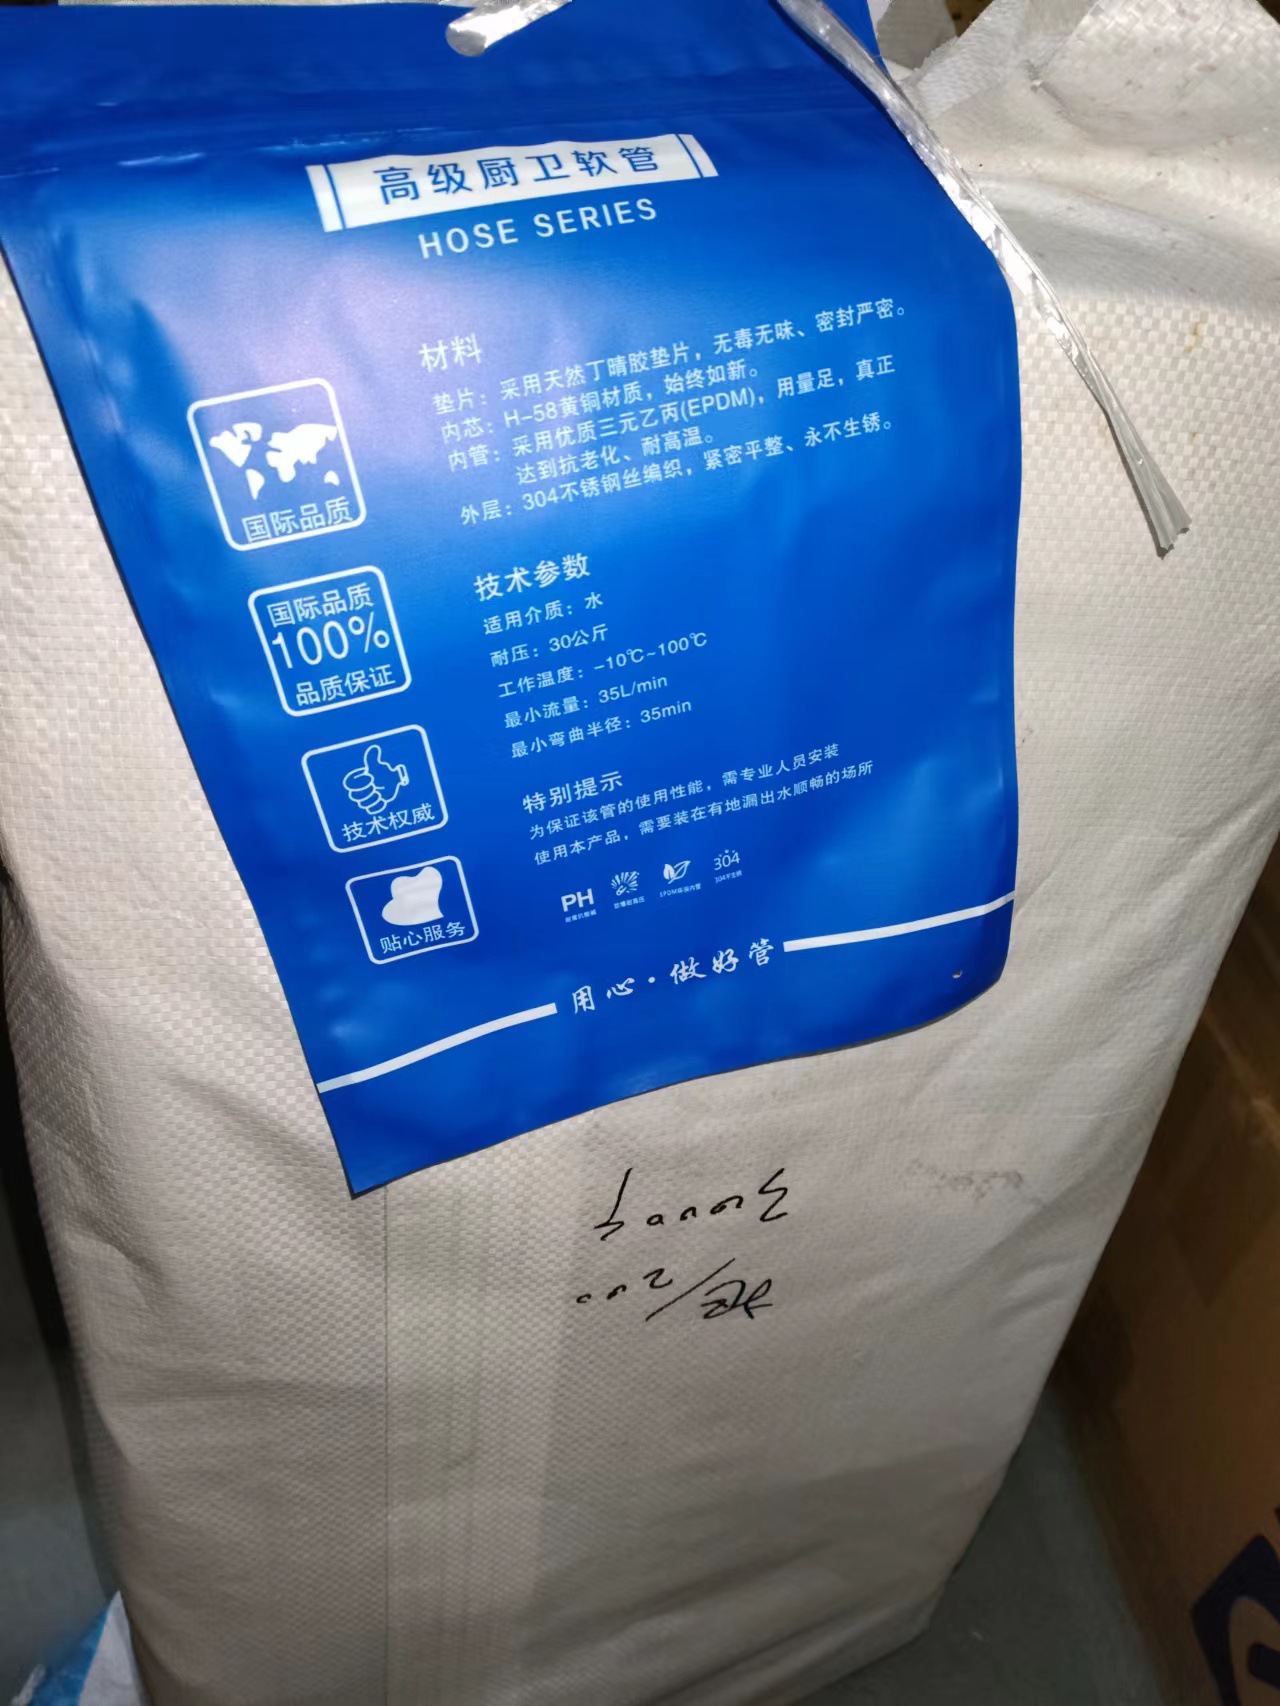 高级厨卫软管
HOSE SERIES
材料
垫片：采用天然丁晴胶垫片，无毒无味、密封严密。
内芯：H-58黄铜材质，始终如新。
内管：采用优质三元乙丙(EPDM)，用量足，真正
达到抗老化、耐高温。
外层：304不锈钢丝编织，紧密平整、永不生锈。
国际品质
技术参数
适用介质：水
耐压：30公斤
工作温度：-10℃~100℃
最小流量：35L/min
最小弯曲半径：35min
国际品质
100%
品质保证
特别提示
为保证该管的使用性能，需专业人员安装
使用本产品，需要装在有地漏出水顺畅的场所
技术权威
贴心服务
PH
304
用心·做好管